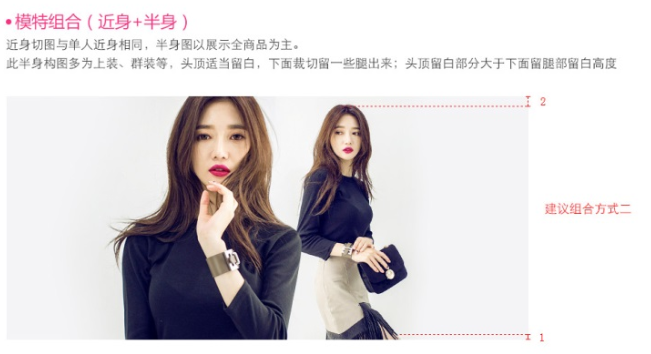 •模特组合（近身+半身）
近身切图与单人近身相同，半身图以展示全商品为主。
此半身构图多为上装、群装等，头顶适当留白，下面裁切留一些腿出来；头顶留白部分大于下面留腿部留白高度
2
建议组合方式二
1